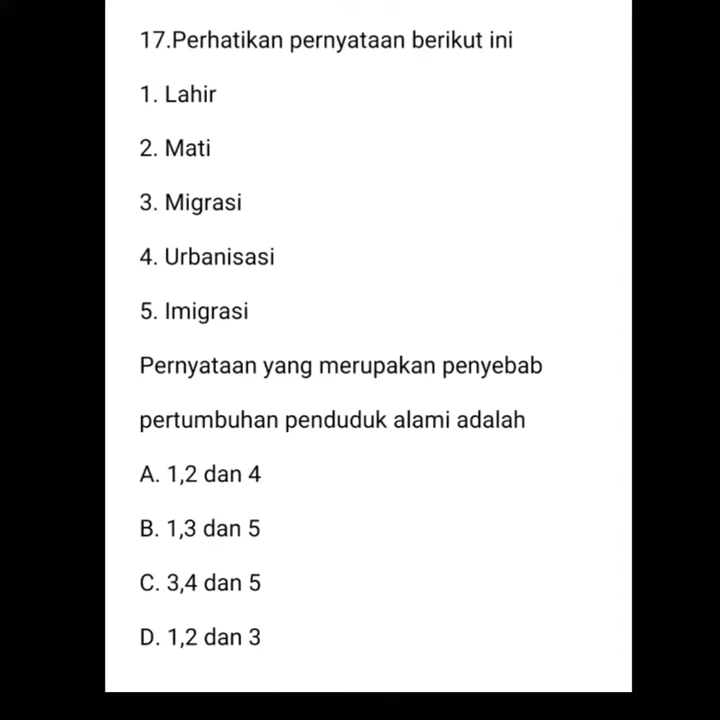 17.Perhatikan pernyataan berikut ini
1. Lahir
2. Mati
3. Migrasi
4. Urbanisasi
5. Imigrasi
Pernyataan yang merupakan penyebab
pertumbuhan penduduk alami adalah
A. 1,2 dan 4
B. 1,3 dan 5
C. 3,4 dan 5
D. 1,2 dan 3